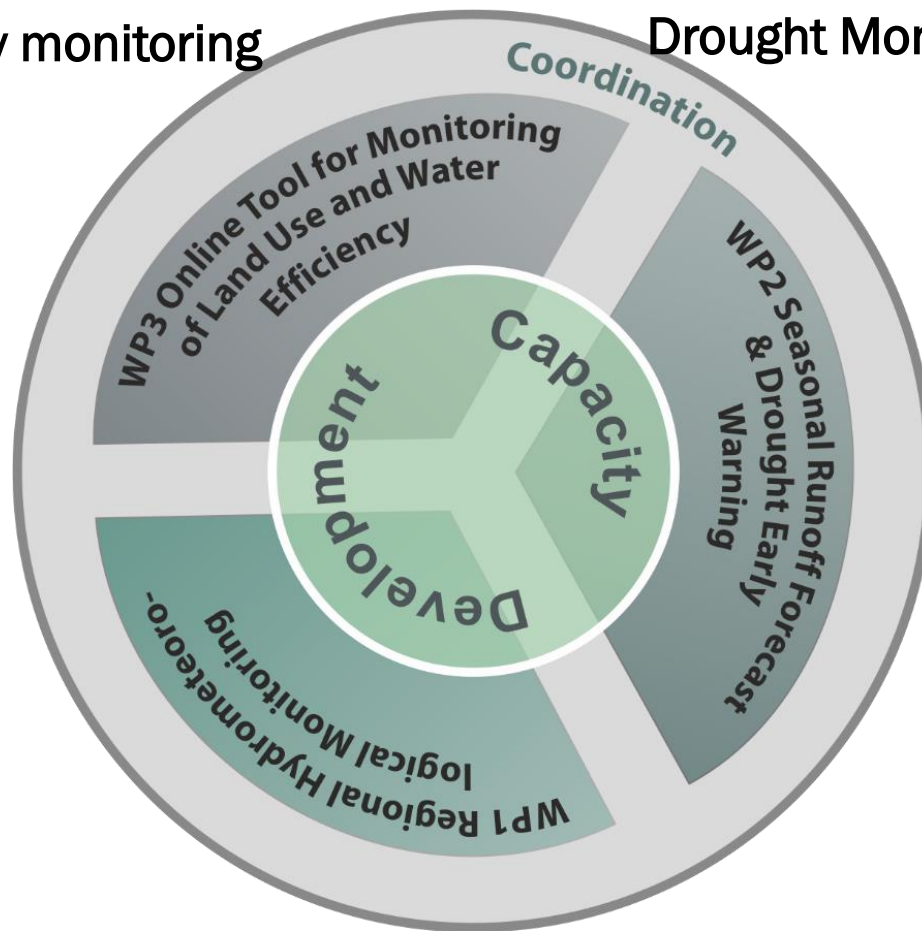 monitoring
Drought
Coordination
WP3 Online Tool for Monitoring
of Land Use and Water
Efficiency
WP2 Seasonal Runoff Forecast
& Drought Early
Warning
Capacity
Development
WP1 Regional Hydrometeoro-
logical Monitoring